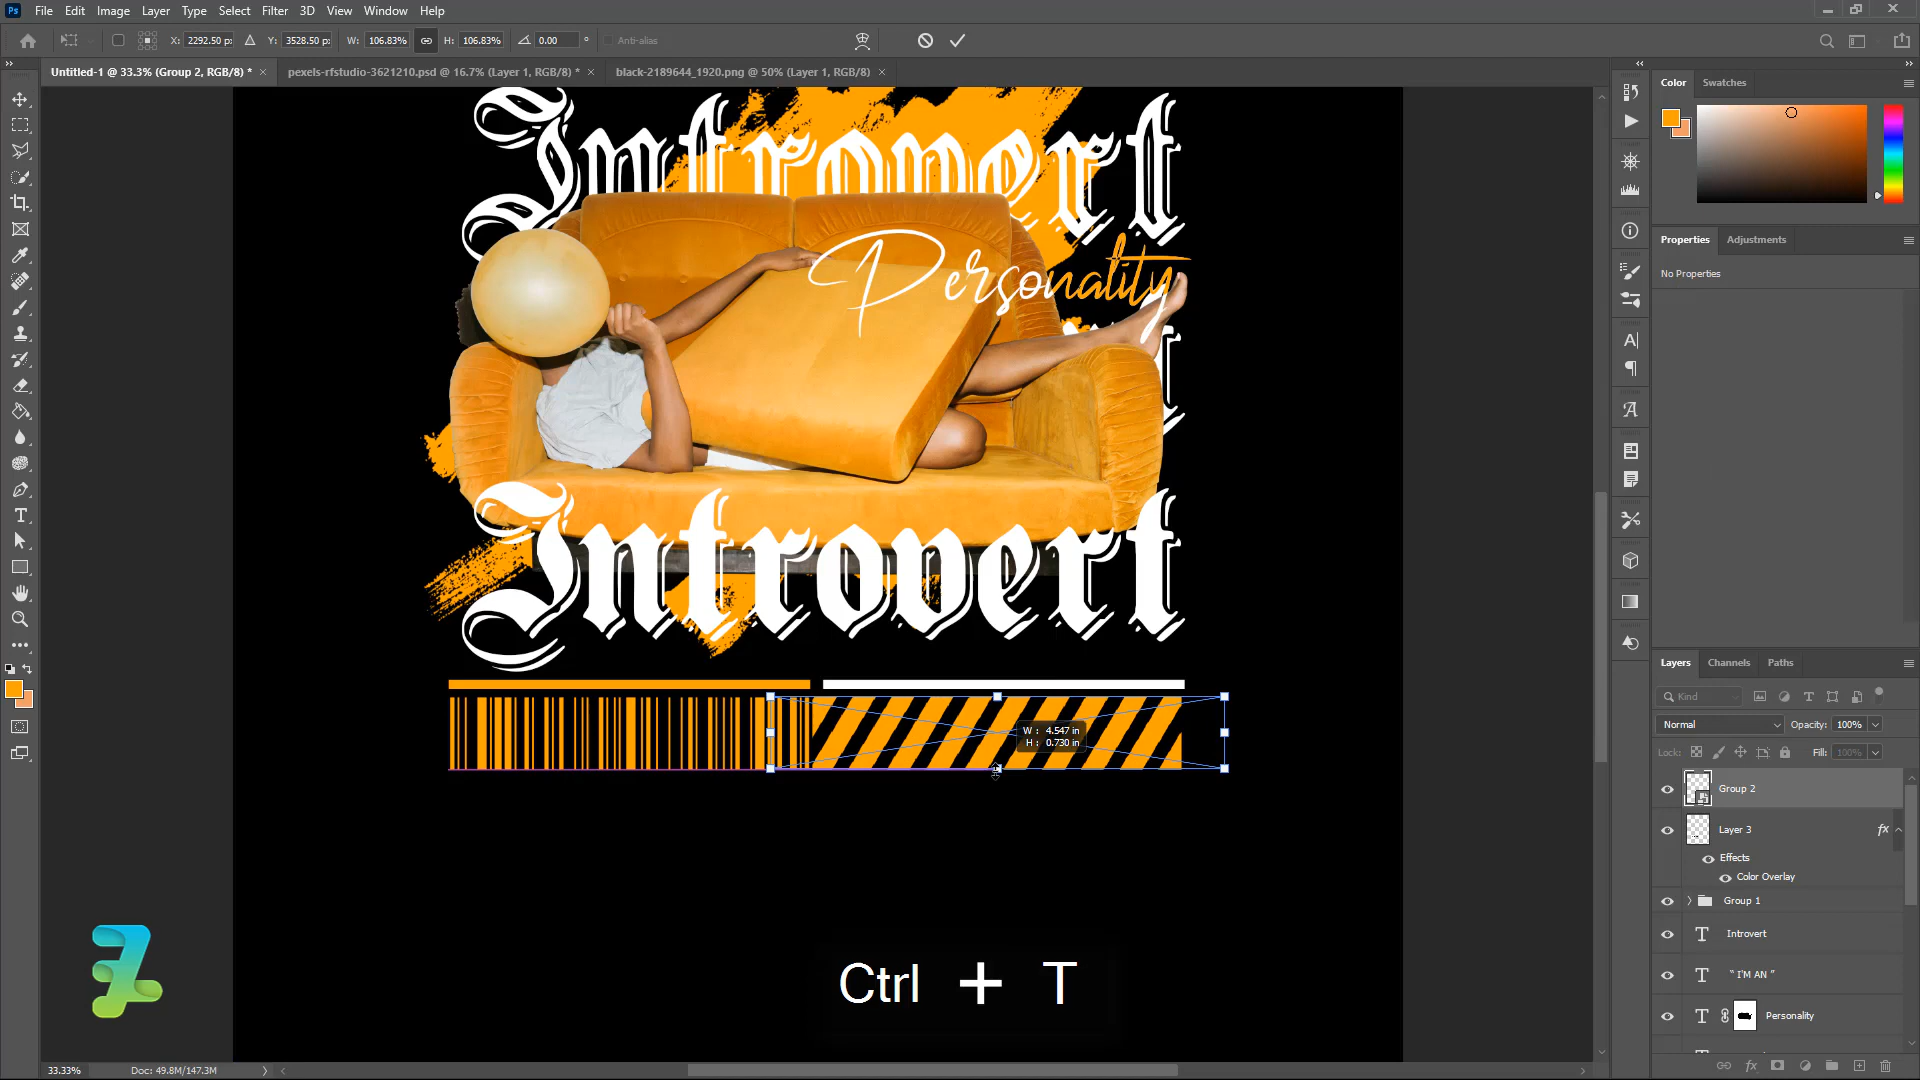 Ps File Edit Image Layer Type Select Filter 3D View Window Help
X: 2292.50 px Y: 3528.50 px W: 106.83% H: 106.83% 0.00 ° Anti-alias
Untitled-1 @ 33.3% (Group 2, RGB/8) * × pexels-rfstudio-3621210.psd @ 16.7% (Layer 1, RGB/8) * × black-2189644_1920.png @ 50% (Layer 1, RGB/8) ×
Color Swatches
Properties Adjustments
No Properties
Introvert
Personality
Introvert
W : 4.547 in
H : 0.730 in
Ctrl + T
Layers Channels Paths
Kind
Normal Opacity: 100%
Lock: Fill: 100%
Group 2
Layer 3 fx
Effects
Color Overlay
Group 1
Introvert
“ I'M AN ”
Personality
33.33% Doc: 49.8M/147.3M